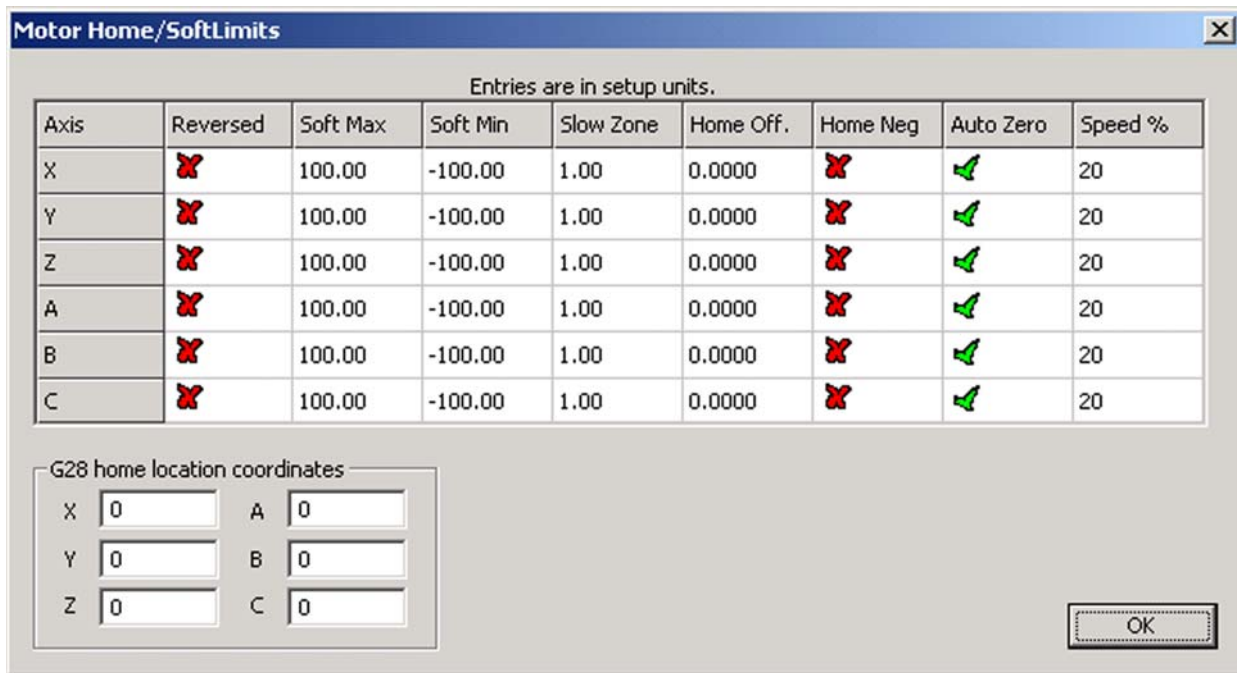 Motor Home/SoftLimits
Entries are in setup units.
Axis Reversed Soft Max Soft Min Slow Zone Home Off. Home Neg Auto Zero Speed %
X 100.00 -100.00 1.00 0.0000 20
Y 100.00 -100.00 1.00 0.0000 20
Z 100.00 -100.00 1.00 0.0000 20
A 100.00 -100.00 1.00 0.0000 20
B 100.00 -100.00 1.00 0.0000 20
C 100.00 -100.00 1.00 0.0000 20
G28 home location coordinates
X 0 A 0
Y 0 B 0
Z 0 C 0
OK